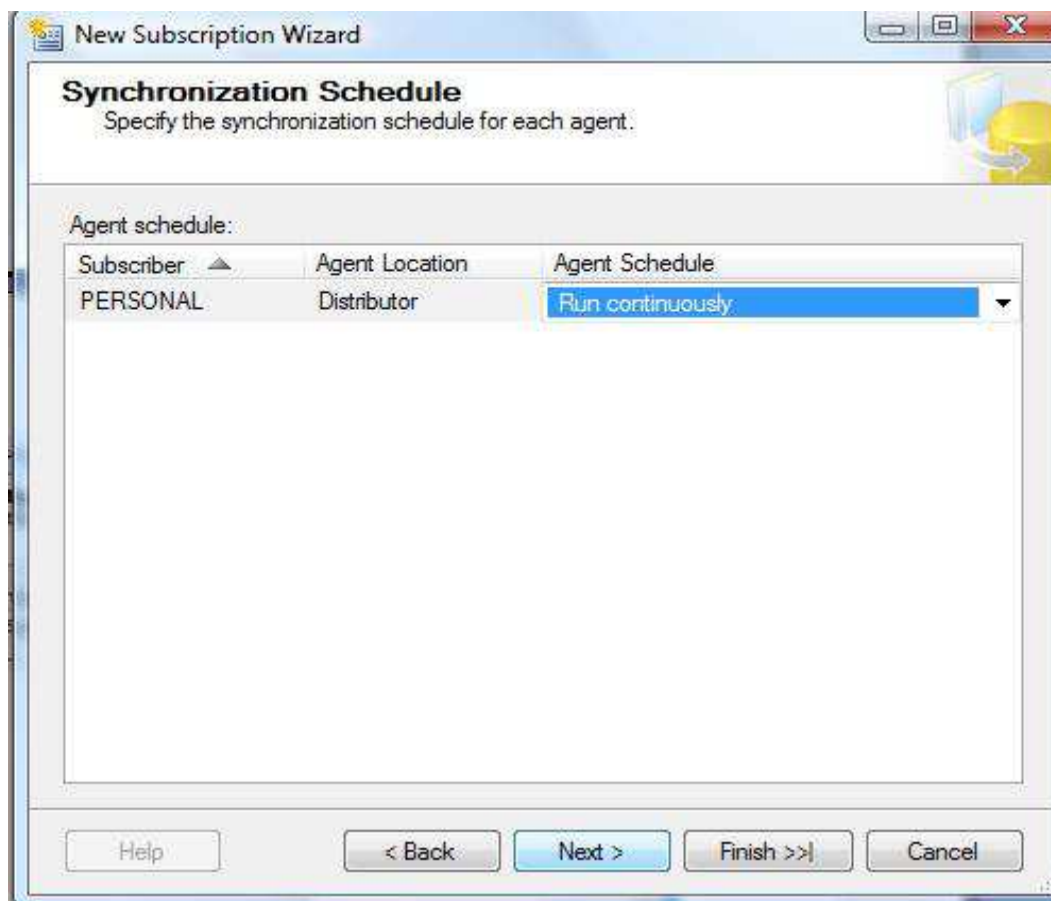 New Subscription Wizard
Synchronization Schedule
Specify the synchronization schedule for each agent.
Agent schedule:
Subscriber Agent Location Agent Schedule
PERSONAL Distributor Run continuously
Help < Back Next > Finish >>| Cancel